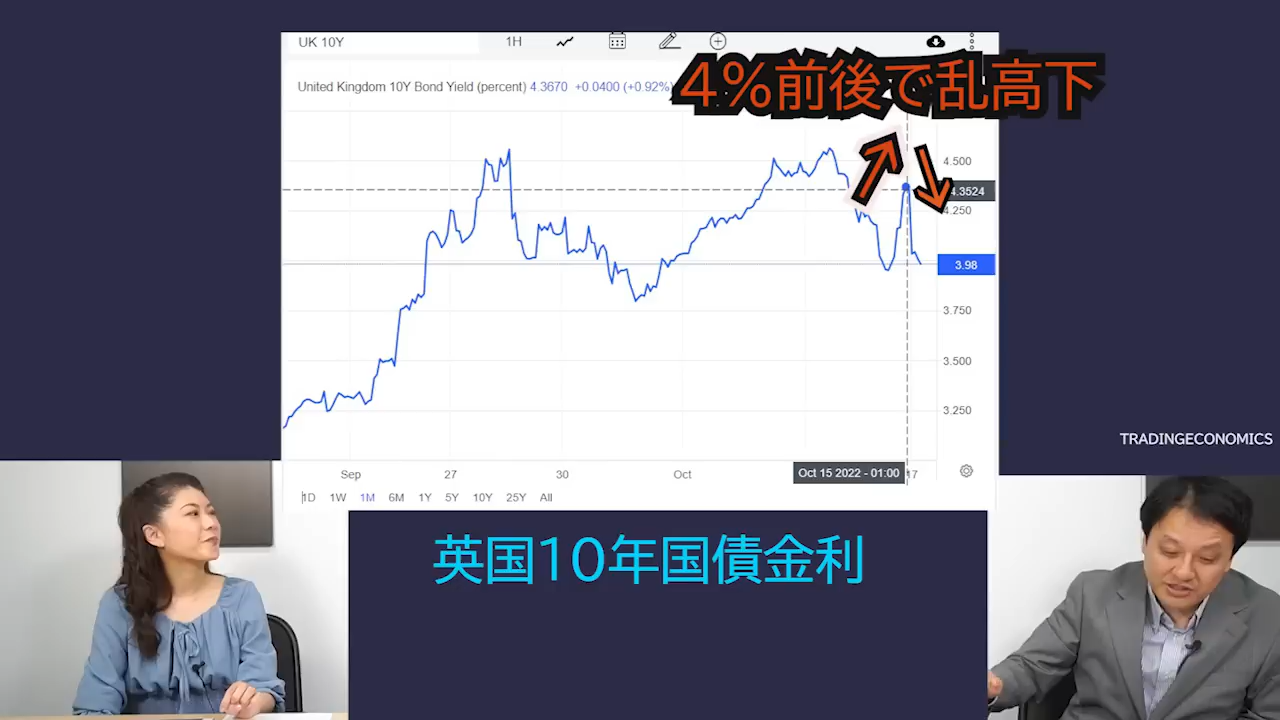 UK 10Y
1H
4%前後で乱高下
United Kingdom 10Y Bond Yield (percent) 4.3670 +0.0400 (+0.92%)
4.500
4.3524
4.250
3.98
3.750
3.500
3.250
TRADINGECONOMICS
Sep 27 30 Oct Oct 15 2022 - 01:00 17
1D 1W 1M 6M 1Y 5Y 10Y 25Y All
英国10年国債金利